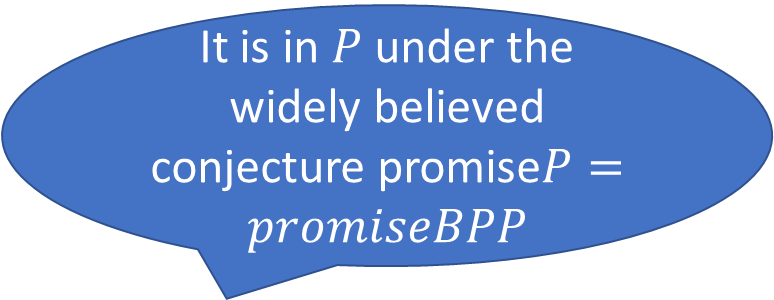 It is in P under the
widely believed
conjecture promiseP =
promiseBPP